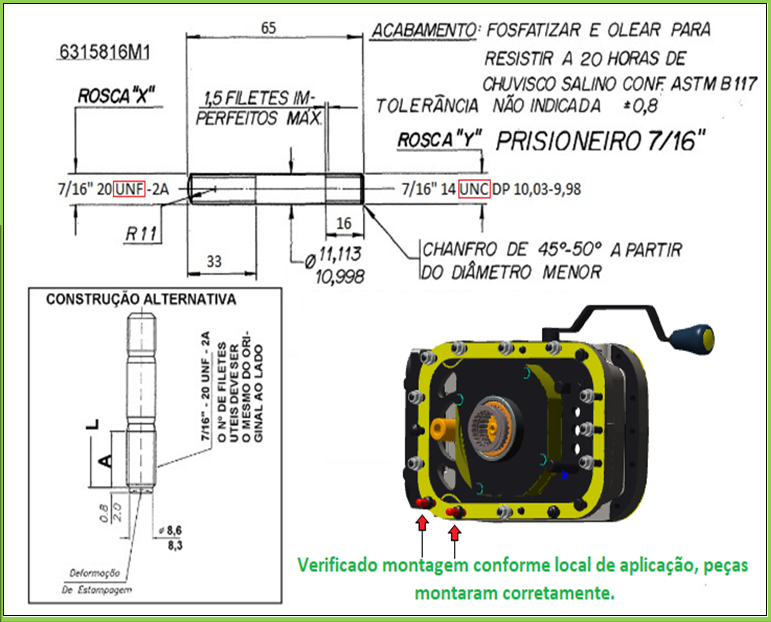 6315816M1
65
ACABAMENTO: FOSFATIZAR E OLEAR PARA
RESISTIR A 20 HORAS DE
CHUVISCO SALINO CONF. ASTM B 117
TOLERÂNCIA NÃO INDICADA ±0,8
ROSCA "X"
1,5 FILETES IM-
PERFEITOS MÁX.
ROSCA "Y" PRISIONEIRO 7/16"
7/16" 20 UNF -2A
7/16" 14 UNC DP 10,03-9,98
R 11
16
33
Ø 11,113
10,998
CHANFRO DE 45°-50° A PARTIR
DO DIÂMETRO MENOR
CONSTRUÇÃO ALTERNATIVA
7/16" - 20 UNF - 2A
O Nº DE FILETES
UTEIS DEVE SER
O MESMO DO ORI-
GINAL AO LADO
L
A
0.8
2.0
ø 8,6
8,3
Deformação
De Estampagem
Verificado montagem conforme local de aplicação, peças
montaram corretamente.